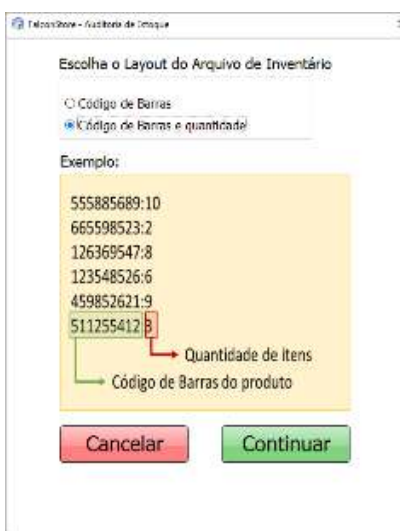 FalconStore - Auditoria de Estoque
Escolha o Layout do Arquivo de Inventário
Código de Barras
Código de Barras e quantidade
Exemplo:
555885689:10
665598523:2
126369547:8
123548526:6
459852621:9
511255412:3
Quantidade de itens
Código de Barras do produto
Cancelar
Continuar